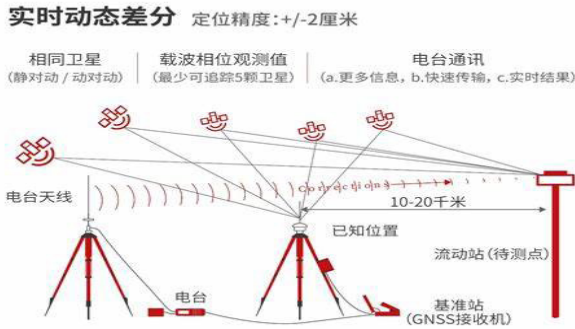 实时动态差分 定位精度:+/-2厘米
相同卫星
(静对动 / 动对动)
载波相位观测值
(最少可追踪5颗卫星)
电台通讯
(a.更多信息, b.快速传输, c.实时结果)
Corrections
电台天线
10-20千米
已知位置
流动站(待测点)
电台
基准站
(GNSS接收机)